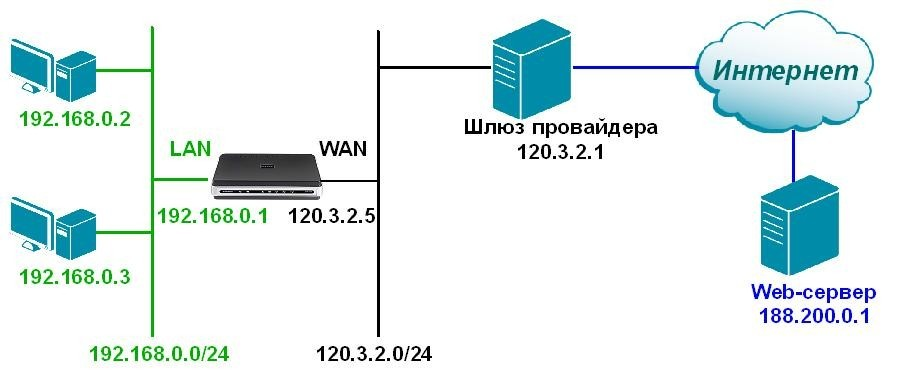 192.168.0.2
192.168.0.3
LAN
WAN
192.168.0.1
120.3.2.5
192.168.0.0/24
120.3.2.0/24
Шлюз провайдера
120.3.2.1
Интернет
Web-сервер
188.200.0.1